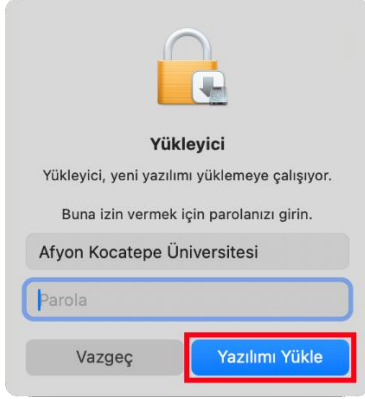 Yükleyici
Yükleyici, yeni yazılımı yüklemeye çalışıyor.
Buna izin vermek için parolanızı girin.
Afyon Kocatepe Üniversitesi
Parola
Vazgeç
Yazılımı Yükle